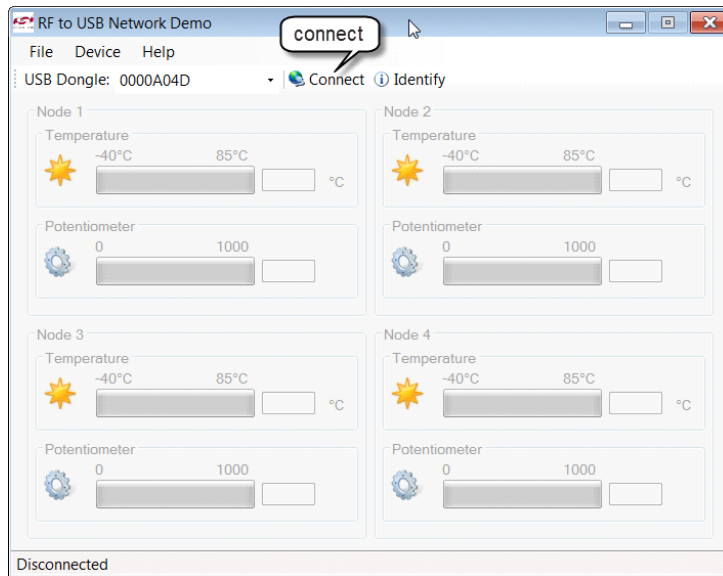 RF to USB Network Demo
connect
File Device Help
USB Dongle: 0000A04D Connect Identify
Node 1
Temperature
-40°C 85°C
°C
Potentiometer
0 1000
Node 2
Temperature
-40°C 85°C
°C
Potentiometer
0 1000
Node 3
Temperature
-40°C 85°C
°C
Potentiometer
0 1000
Node 4
Temperature
-40°C 85°C
°C
Potentiometer
0 1000
Disconnected